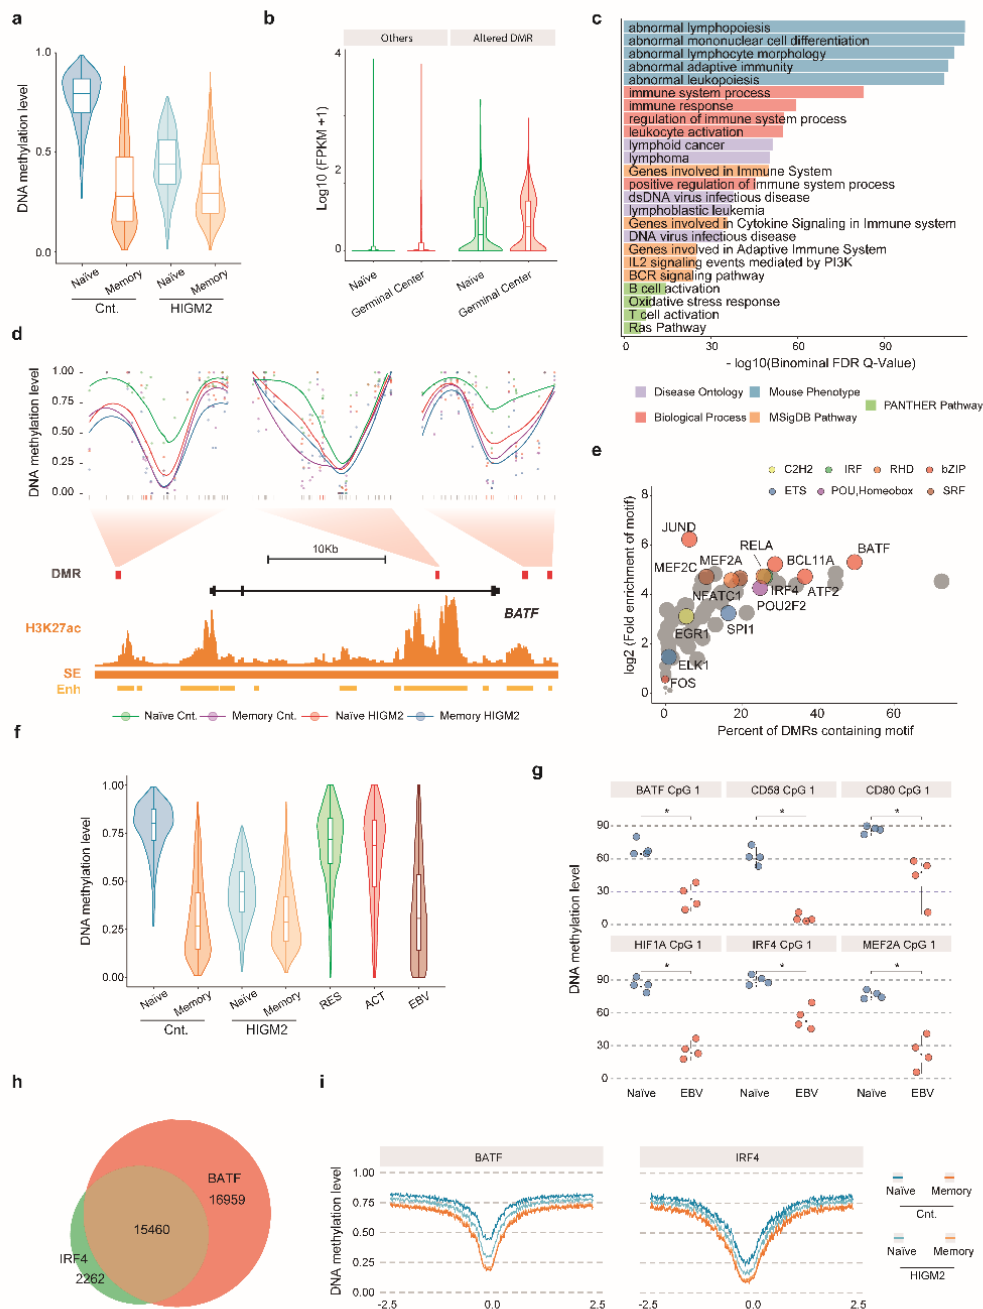 a
1.0
0.5
0.0
DNA methylation level
Naïve
Memory
Naïve
Memory
Cnt.
HIGM2
b
Others
Altered DMR
4
2
0
Log10 (FPKM +1)
Naïve
Germinal Center
Naïve
Germinal Center
c
abnormal lymphopoiesis
abnormal mononuclear cell differentiation
abnormal lymphocyte morphology
abnormal adaptive immunity
abnormal leukopoiesis
immune system process
immune response
regulation of immune system process
leukocyte activation
lymphoid cancer
lymphoma
Genes involved in Immune System
positive regulation of immune system process
dsDNA virus infectious disease
lymphoblastic leukemia
Genes involved in Cytokine Signaling in Immune system
DNA virus infectious disease
Genes involved in Adaptive Immune System
IL2 signaling events mediated by PI3K
BCR signaling pathway
B cell activation
Oxidative stress response
T cell activation
Ras Pathway
0 30 60 90
- log10(Binominal FDR Q-Value)
Disease Ontology
Mouse Phenotype
PANTHER Pathway
Biological Process
MSigDB Pathway
d
1.00
0.75
0.50
0.25
0.00
DNA methylation level
10Kb
DMR
BATF
H3K27ac
SE
Enh
Naïve Cnt.
Memory Cnt.
Naïve HIGM2
Memory HIGM2
e
C2H2 IRF RHD bZIP
ETS POU,Homeobox SRF
8
6
4
2
0
log2 (Fold enrichment of motif)
JUND
RELA
BATF
MEF2C
MEF2A
BCL11A
NFATC1
IRF4
ATF2
POU2F2
EGR1
SPI1
ELK1
FOS
0 20 40 60
Percent of DMRs containing motif
f
1.00
0.75
0.50
0.25
0.00
DNA methylation level
Naïve
Memory
Naïve
Memory
RES
ACT
EBV
Cnt.
HIGM2
g
BATF CpG 1
CD58 CpG 1
CD80 CpG 1
*
*
*
90
60
30
0
DNA methylation level
HIF1A CpG 1
IRF4 CpG 1
MEF2A CpG 1
*
*
*
90
60
30
0
Naïve EBV Naïve EBV Naïve EBV
h
BATF
16959
15460
IRF4
2262
i
BATF
IRF4
1.00
0.75
0.50
0.25
0.00
DNA methylation level
-2.5 0.0 2.5
-2.5 0.0 2.5
Naïve Memory
Cnt.
Naïve Memory
HIGM2